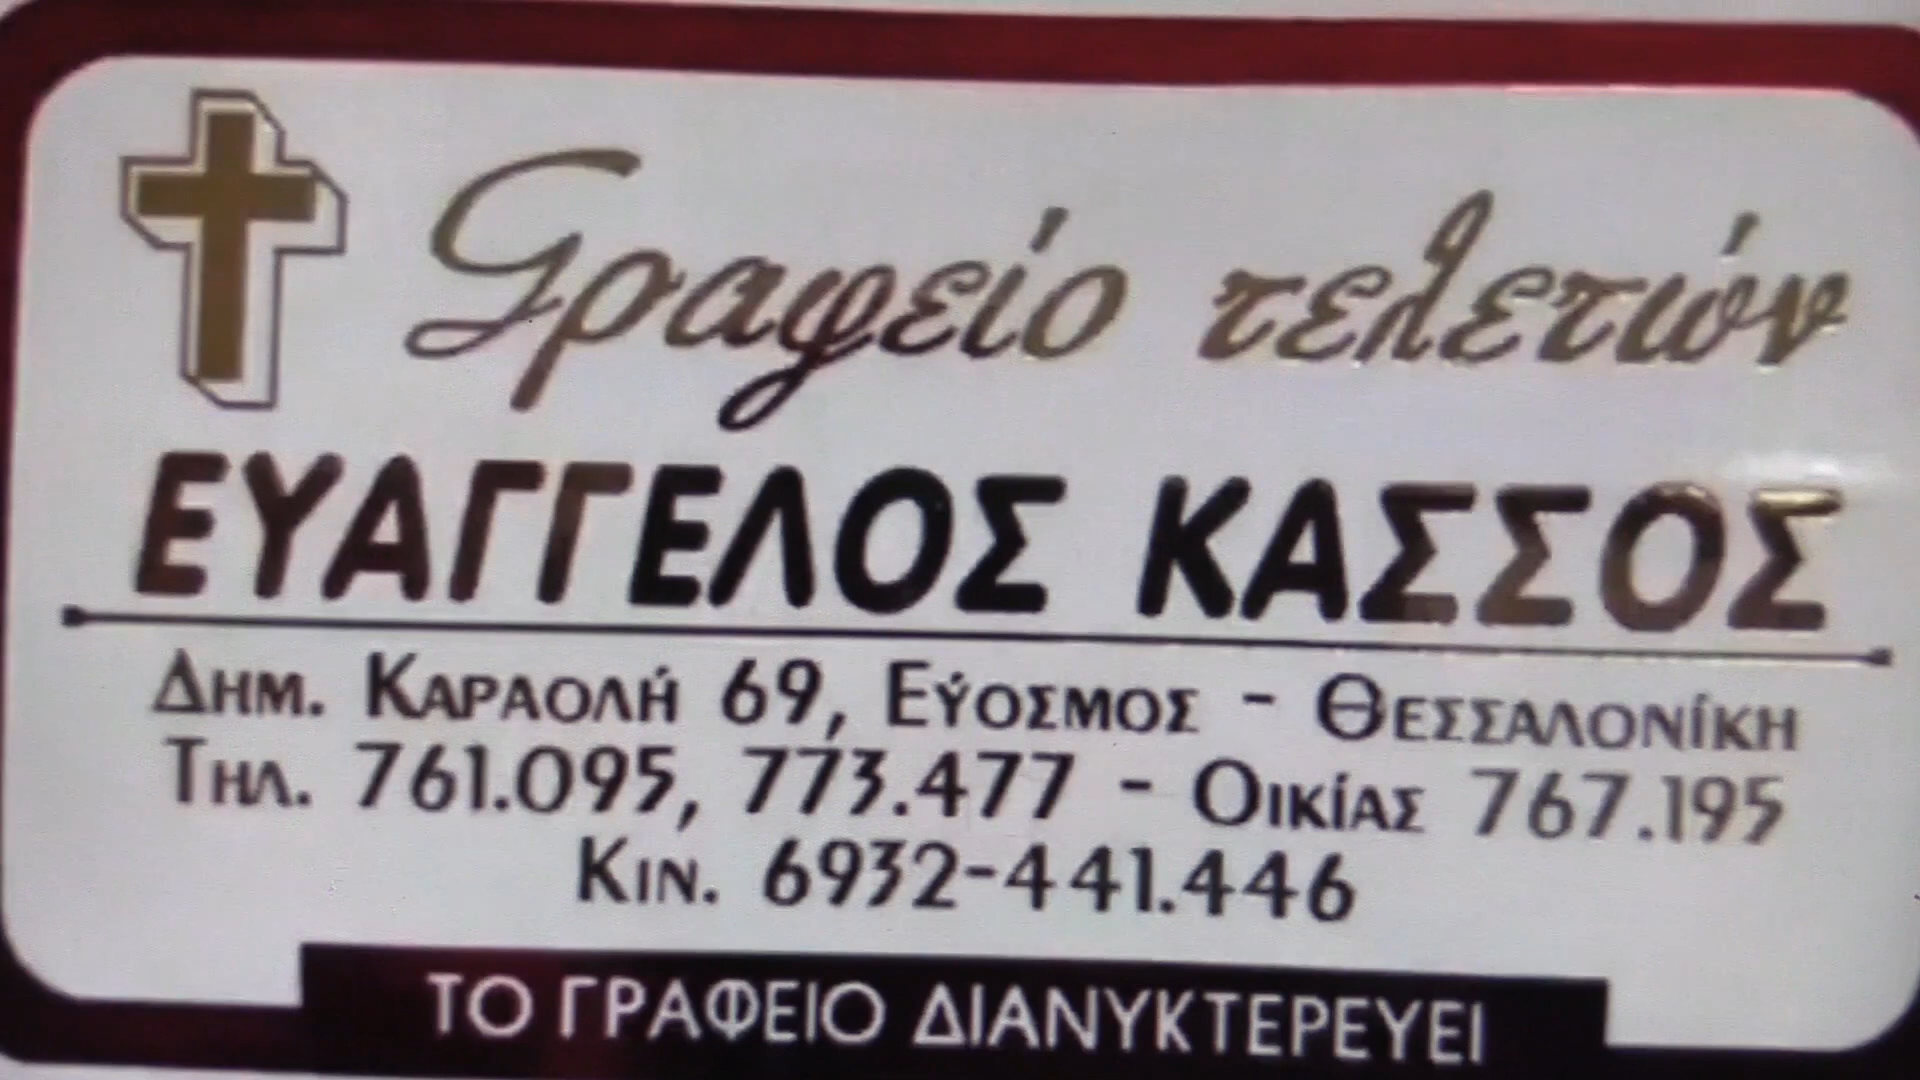 Γραφείο τελετών
ΕΥΑΓΓΕΛΟΣ ΚΑΣΣΟΣ
Δημ. Καραολή 69, Εύοσμος - Θεσσαλονίκη
Τηλ. 761.095, 773.477 - Οικίας 767.195
Κιν. 6932-441.446
ΤΟ ΓΡΑΦΕΙΟ ΔΙΑΝΥΚΤΕΡΕΥΕΙ